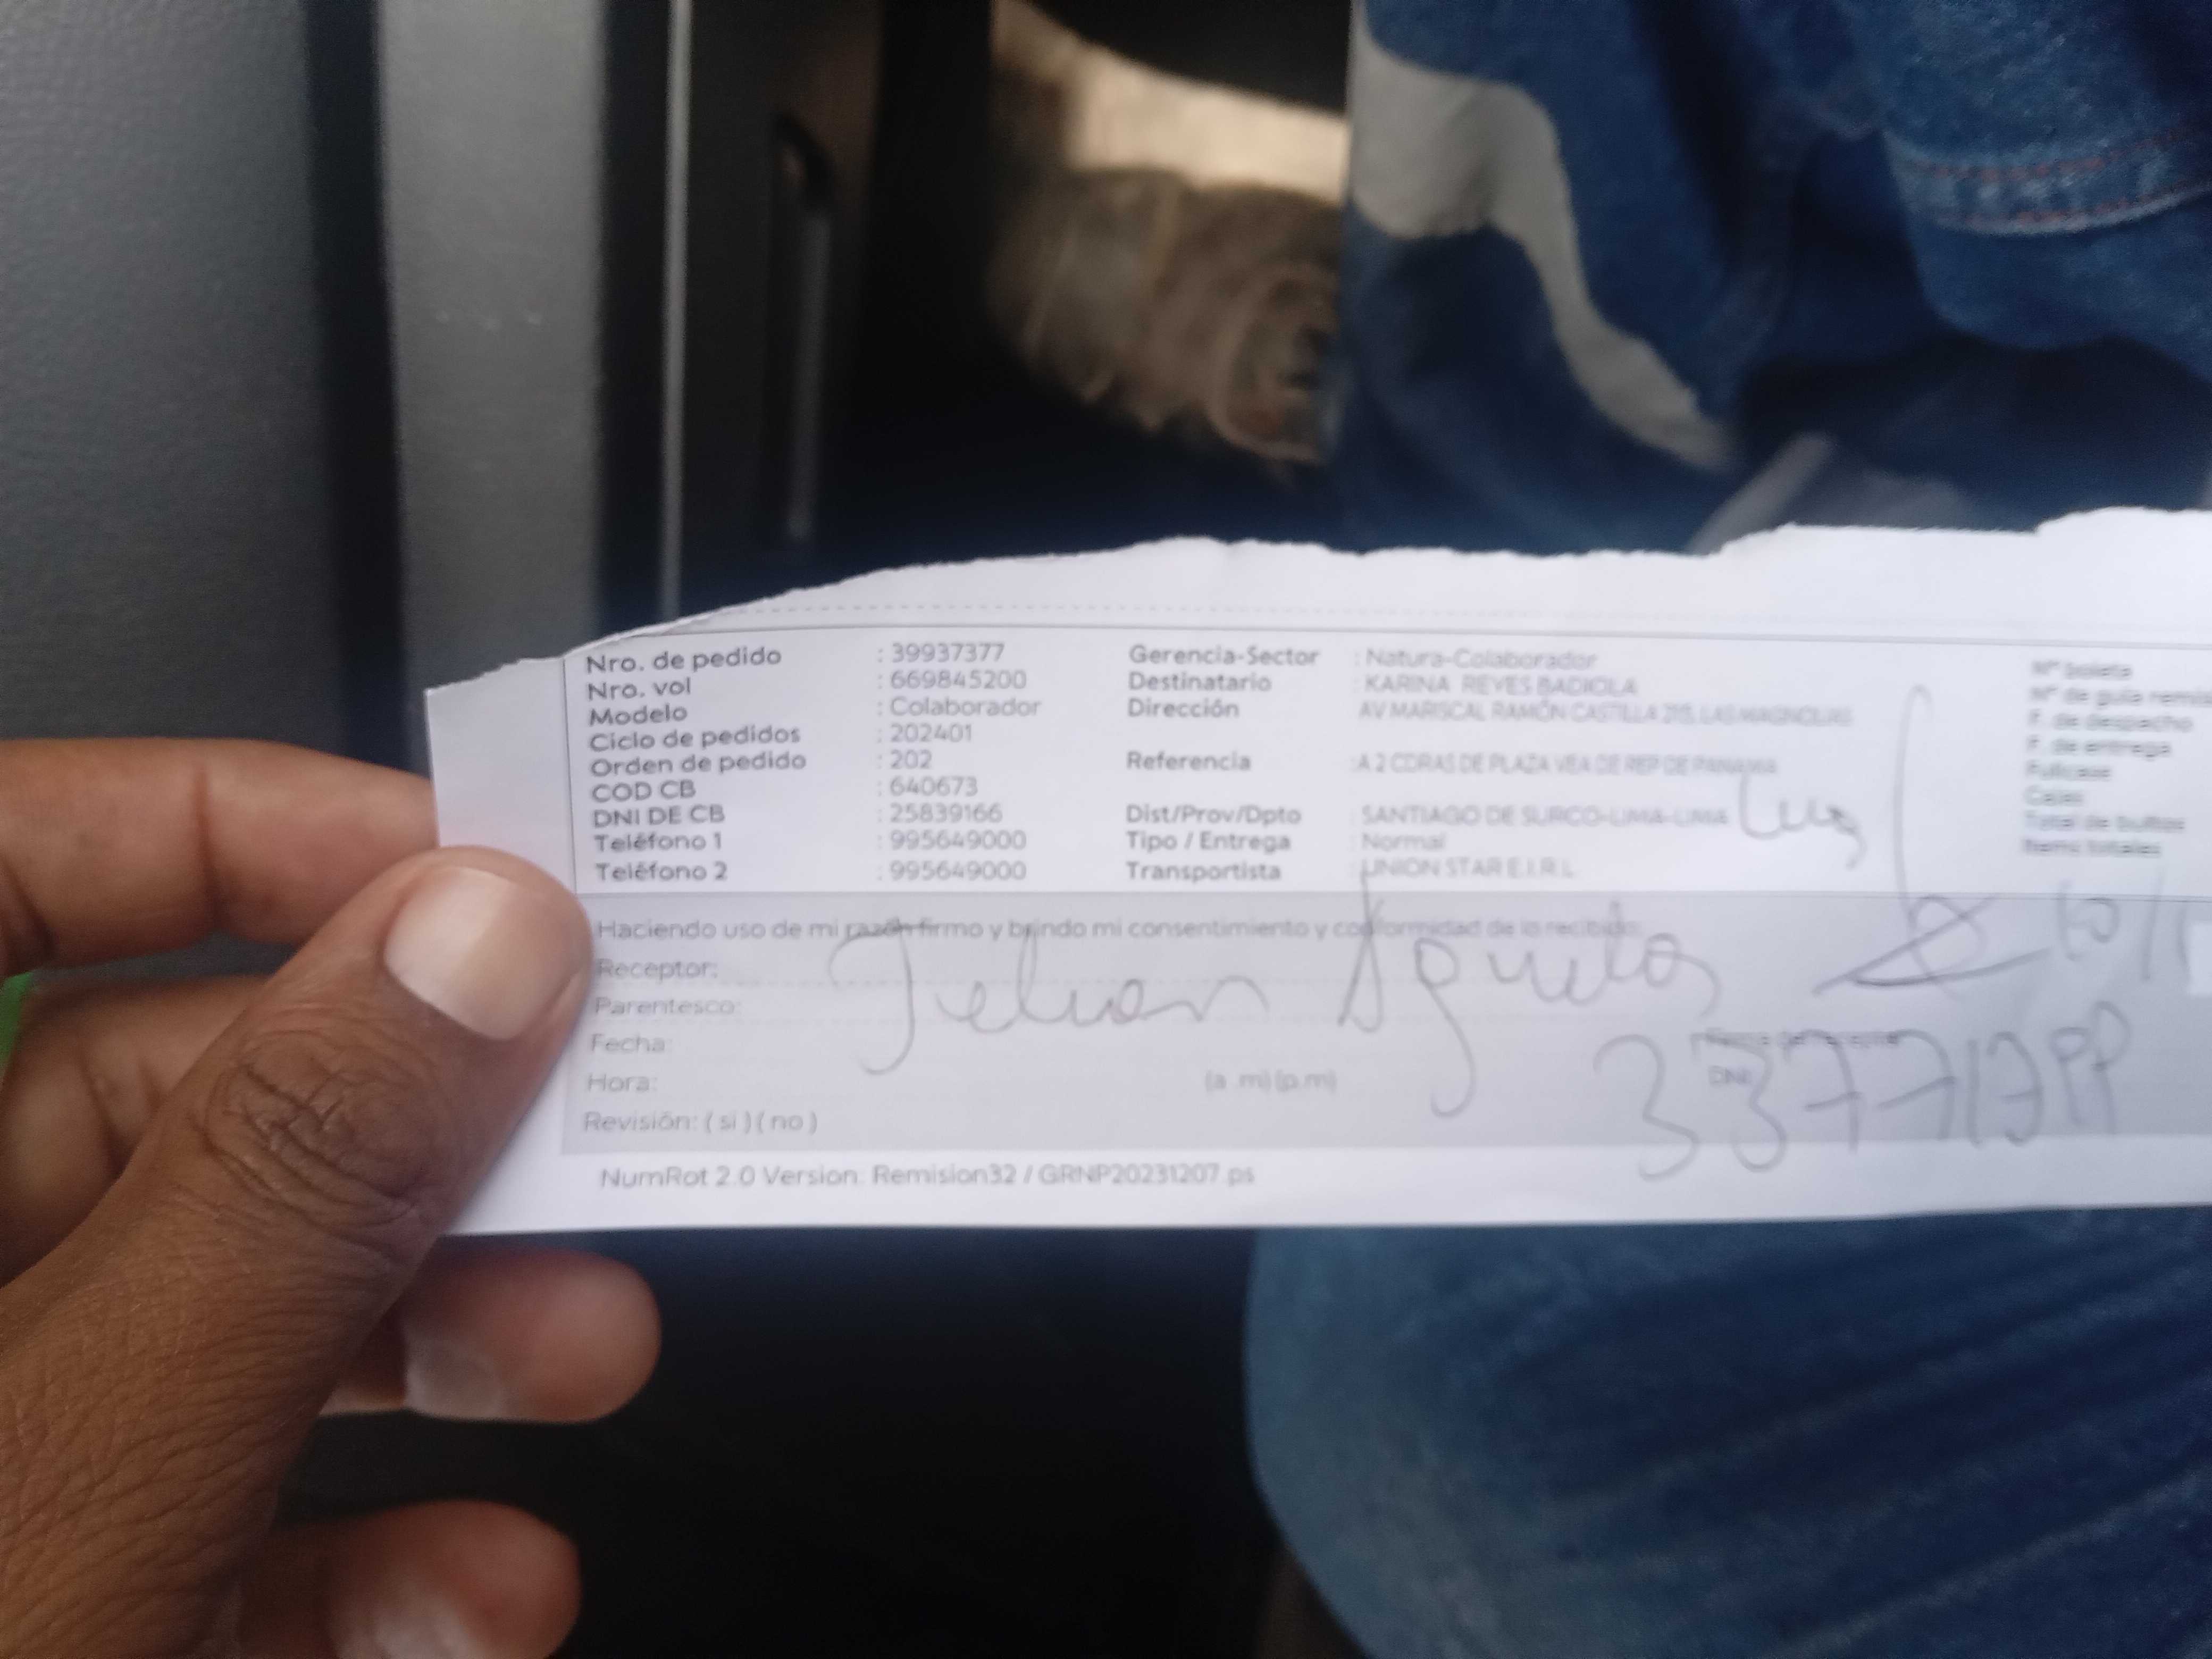 Nro. de pedido : 39937377 Gerencia-Sector : Natura-Colaborador Nº boleta
Nro. vol : 669845200 Destinatario : KARINA REYES BADIOLA Nº de guía remis
Modelo : Colaborador Dirección AV MARISCAL RAMÓN CASTILLA LAS MAGNOLIAS F. de despacho
Ciclo de pedidos : 202401 F. de entrega
Orden de pedido : 202 Referencia : A 2 CDRAS DE PLAZA VEA DE REP DE PANAMA Fullcase
COD CB : 640673 Cajas
DNI DE CB : 25839166 Dist/Prov/Dpto : SANTIAGO DE SURCO-LIMA-LIMA Total de bultos
Teléfono 1 : 995649000 Tipo / Entrega : Normal Items totales
Teléfono 2 : 995649000 Transportista : UNION STAR E.I.R.L
Haciendo uso de mi razón firmo y brindo mi consentimiento y conformidad de lo recibido:
Receptor:
Parentesco:
Fecha:
Hora: (a .m) (p.m) DNI:
Revisión: ( si ) ( no )
NumRot 2.0 Version: Remision32 / GRNP20231207.ps